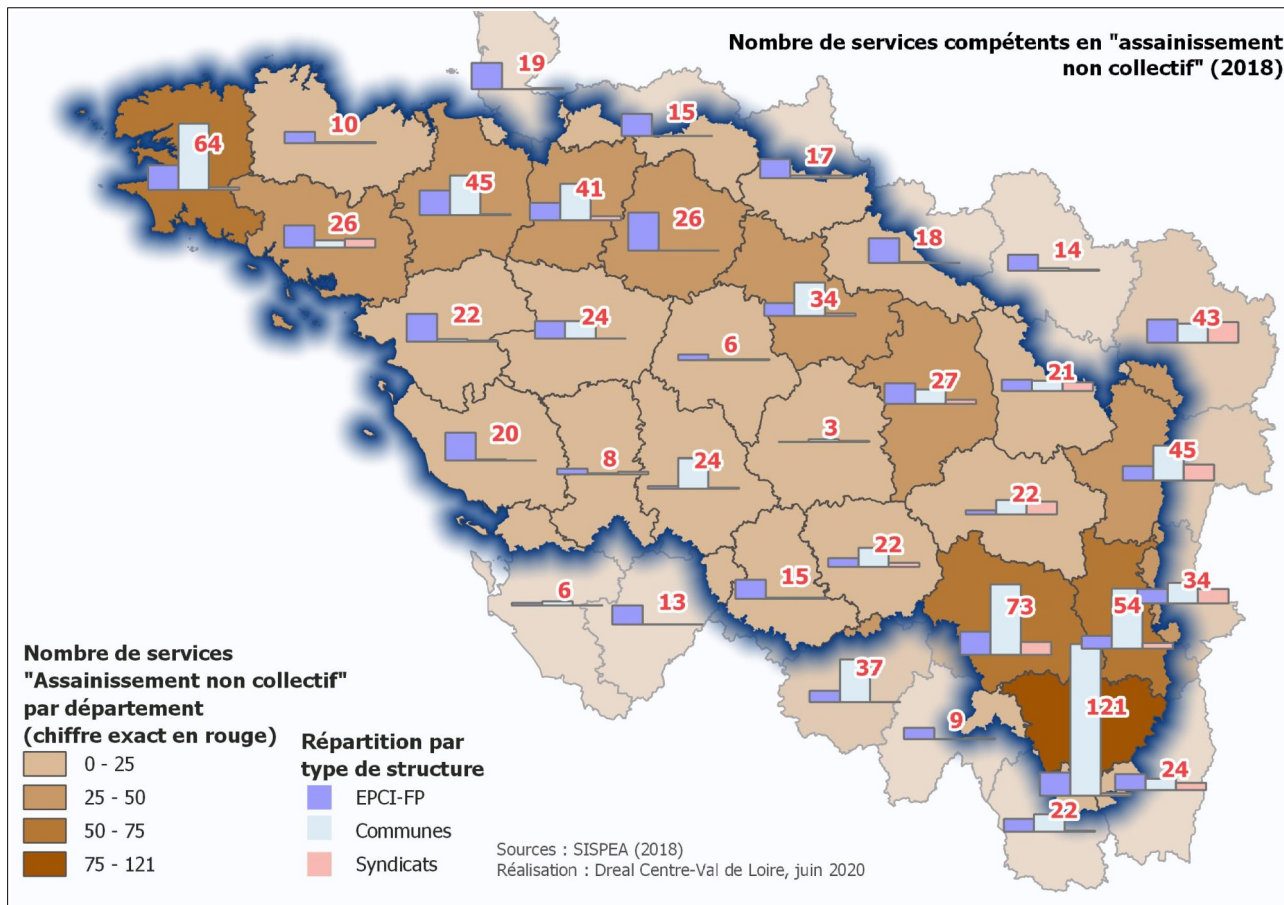 Nombre de services compétents en "assainissement
non collectif" (2018)
19
15
10
17
64
45
41
26
26
18
14
22
24
34
6
43
27
21
3
20
8
24
45
22
22
15
34
6
13
73
54
37
121
9
24
22
Nombre de services
"Assainissement non collectif"
par département
(chiffre exact en rouge)
0 - 25
25 - 50
50 - 75
75 - 121
Répartition par
type de structure
EPCI-FP
Communes
Syndicats
Sources : SISPEA (2018)
Réalisation : Dreal Centre-Val de Loire, juin 2020